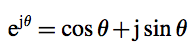 e^{jθ} = cos θ + j sin θ